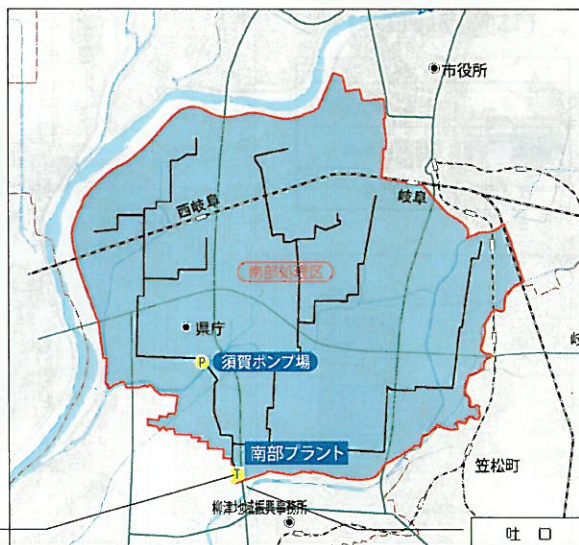 市役所
西岐阜
岐阜
南部処理区
県庁
岐
P
須賀ポンプ場
南部プラント
T
笠松町
柳津地域振興事務所
吐口